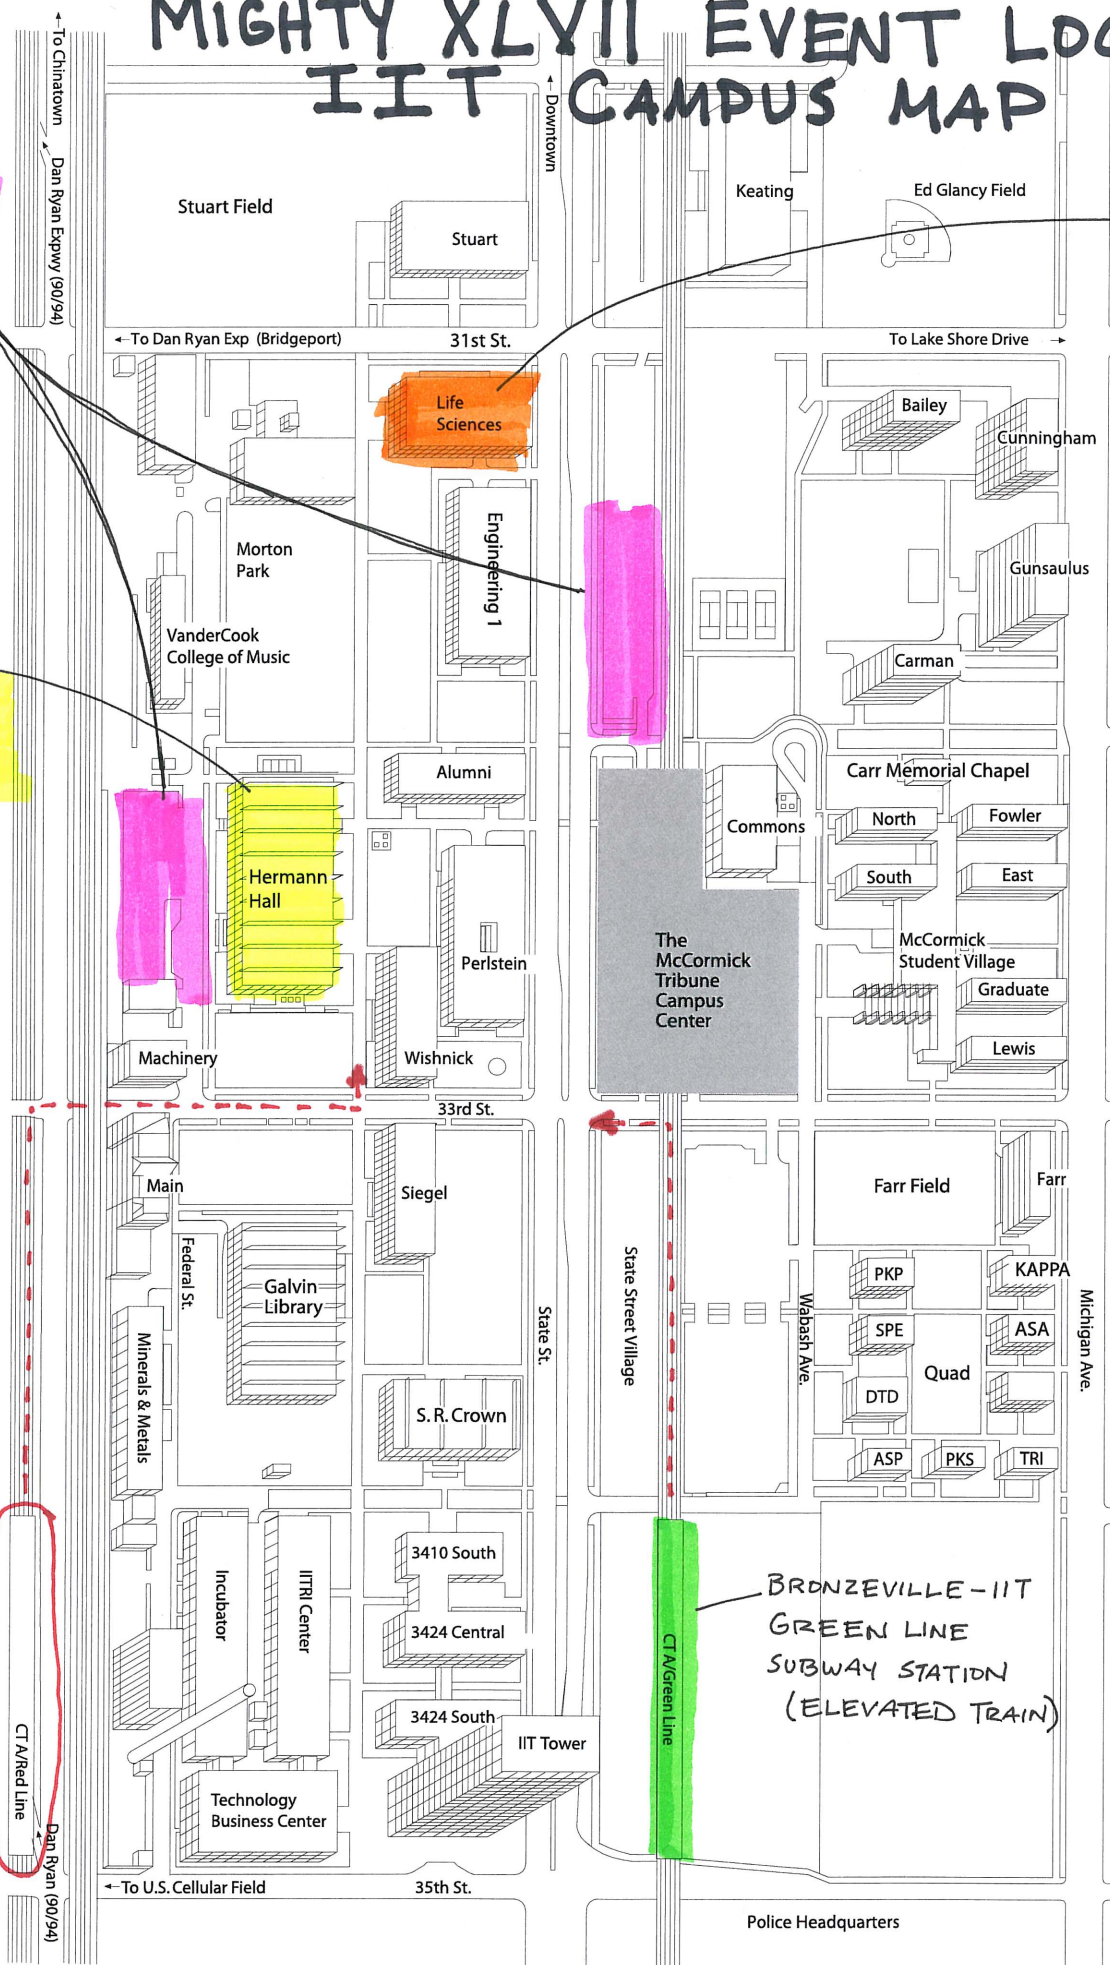 MIGHTY XLVII EVENT LOC
IIT CAMPUS MAP
←To Chinatown
Dan Ryan Expwy (90/94)
← Downtown
Stuart Field
Stuart
Keating
Ed Glancy Field
←To Dan Ryan Exp (Bridgeport)
31st St.
To Lake Shore Drive →
Life
Sciences
Bailey
Cunningham
Engineering 1
Morton
Park
Gunsaulus
VanderCook
College of Music
Carman
Alumni
Carr Memorial Chapel
Commons
North
Fowler
Hermann
Hall
South
East
Perlstein
The
McCormick
Tribune
Campus
Center
McCormick
Student Village
Graduate
Machinery
Wishnick
Lewis
33rd St.
Main
Siegel
Farr Field
Farr
Federal St.
Galvin
Library
State St.
State Street Village
Wabash Ave.
PKP
KAPPA
Michigan Ave.
SPE
ASA
Minerals & Metals
Quad
DTD
S. R. Crown
ASP
PKS
TRI
3410 South
Incubator
IITRI Center
BRONZEVILLE-IIT
GREEN LINE
SUBWAY STATION
(ELEVATED TRAIN)
3424 Central
CTA/Green Line
3424 South
IIT Tower
CTA/Red Line
Technology
Business Center
Dan Ryan (90/94)
←To U.S. Cellular Field
35th St.
Police Headquarters